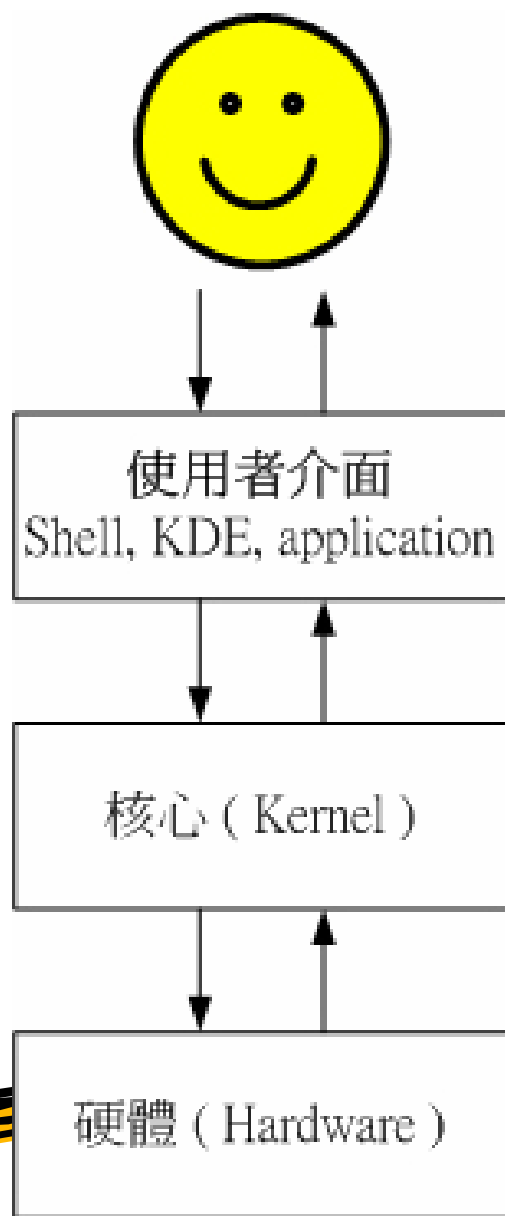 使用者介面
Shell, KDE, application
核心 ( Kernel )
硬體 ( Hardware )